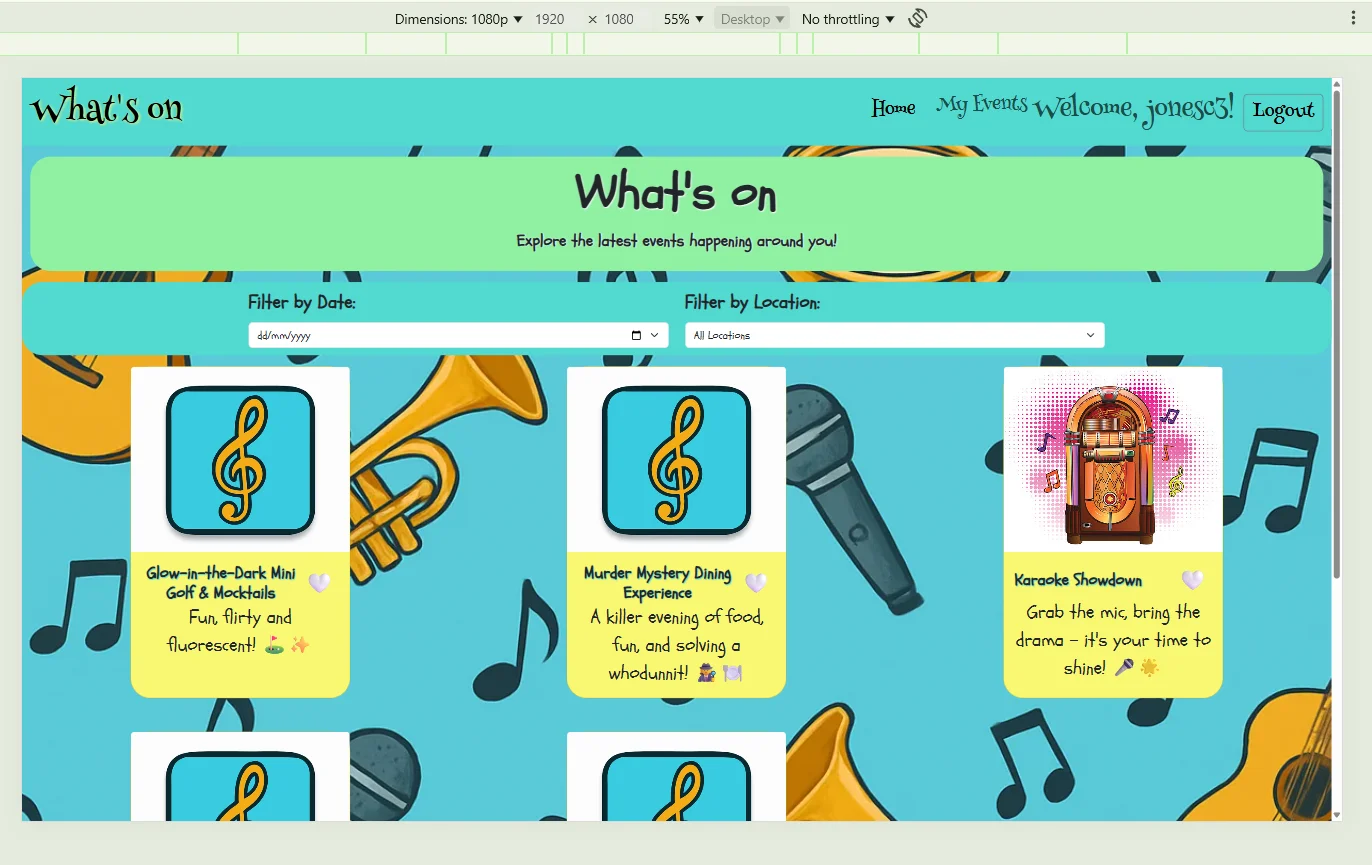 Dimensions: 1080p ▼ 1920 × 1080 55% ▼ Desktop ▼ No throttling ▼
What's on Home My Events Welcome, jonesc3! Logout
What's on
Explore the latest events happening around you!
Filter by Date: Filter by Location:
dd/mm/yyyy All Locations
Glow-in-the-Dark Mini
Golf & Mocktails
Fun, flirty and
fluorescent! ⛳ ✨
Murder Mystery Dining
Experience
A killer evening of food,
fun, and solving a
whodunnit! 🕵️ 🍽️
Karaoke Showdown
Grab the mic, bring the
drama – it's your time to
shine! 🎤 🌟